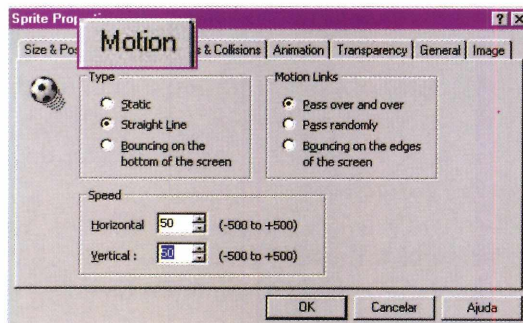 Sprite Prop
Motion
Size & Pos
s & Collisions | Animation | Transparency | General | Image
Type
Static
Straight Line
Bouncing on the
bottom of the screen
Motion Links
Pass over and over
Pass randomly
Bouncing on the edges
of the screen
Speed
Horizontal 50 (-500 to +500)
Vertical : 50 (-500 to +500)
OK Cancelar Ajuda